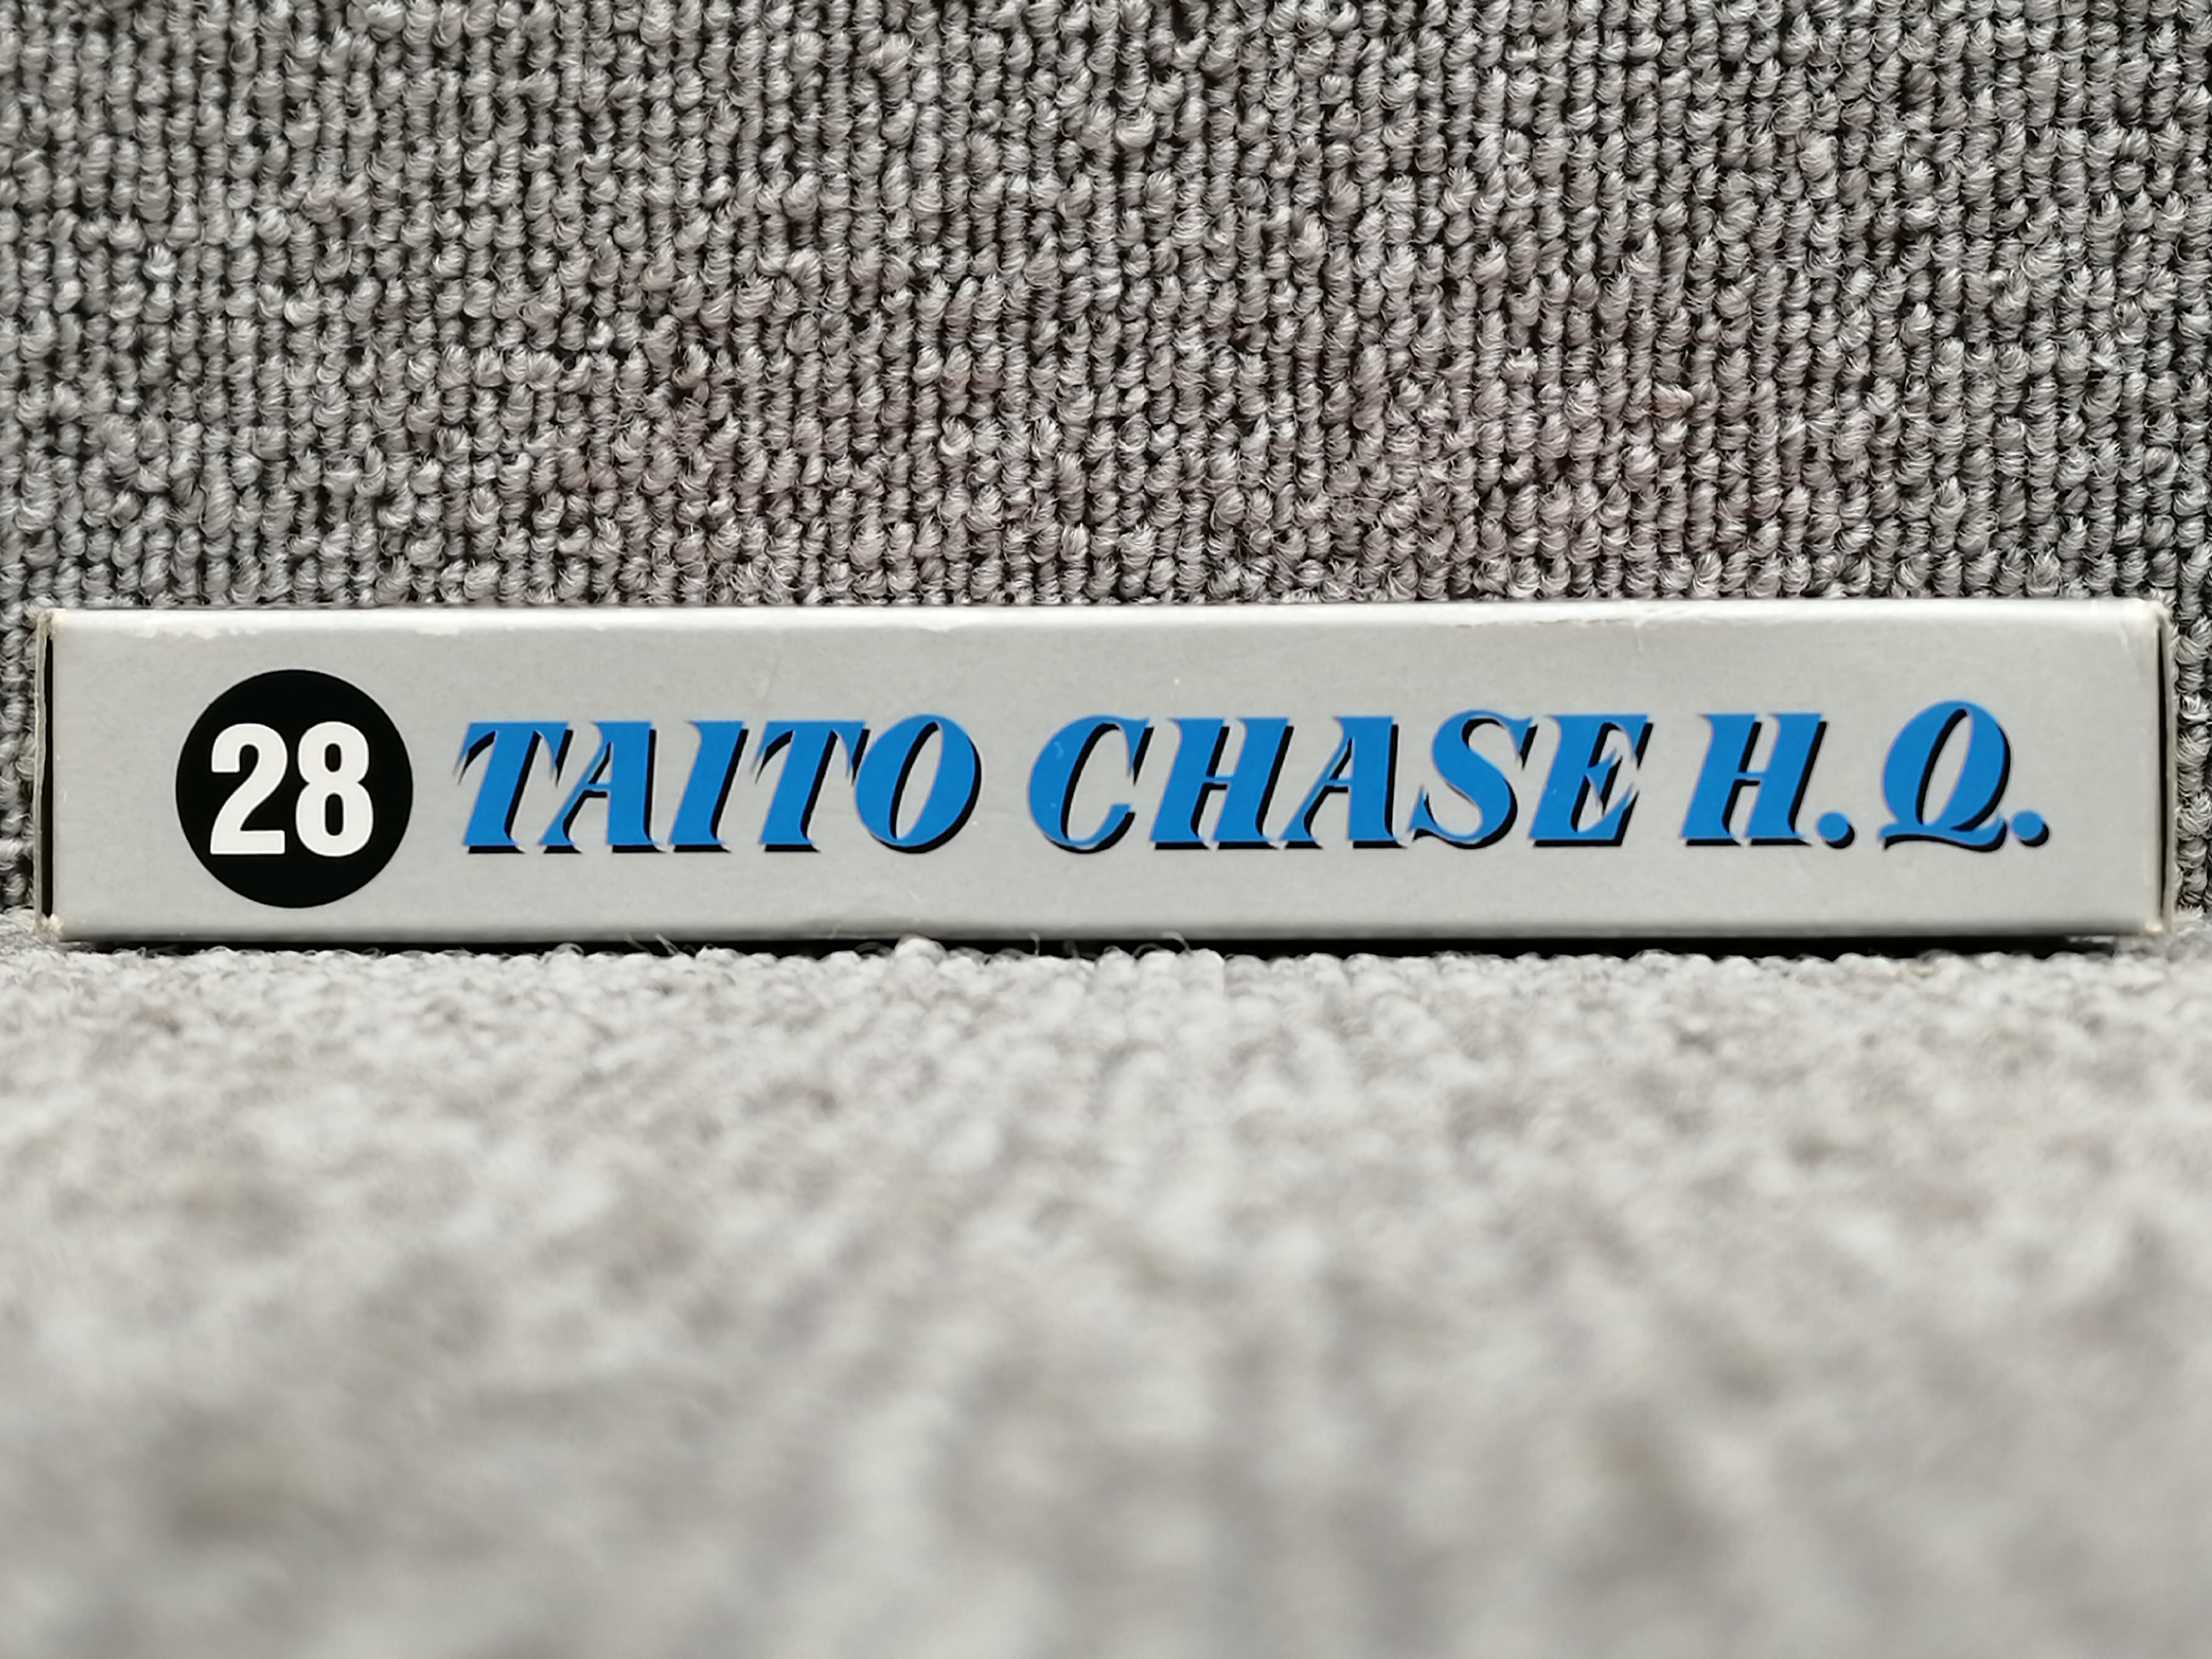 28 TAITO CHASE H.Q.